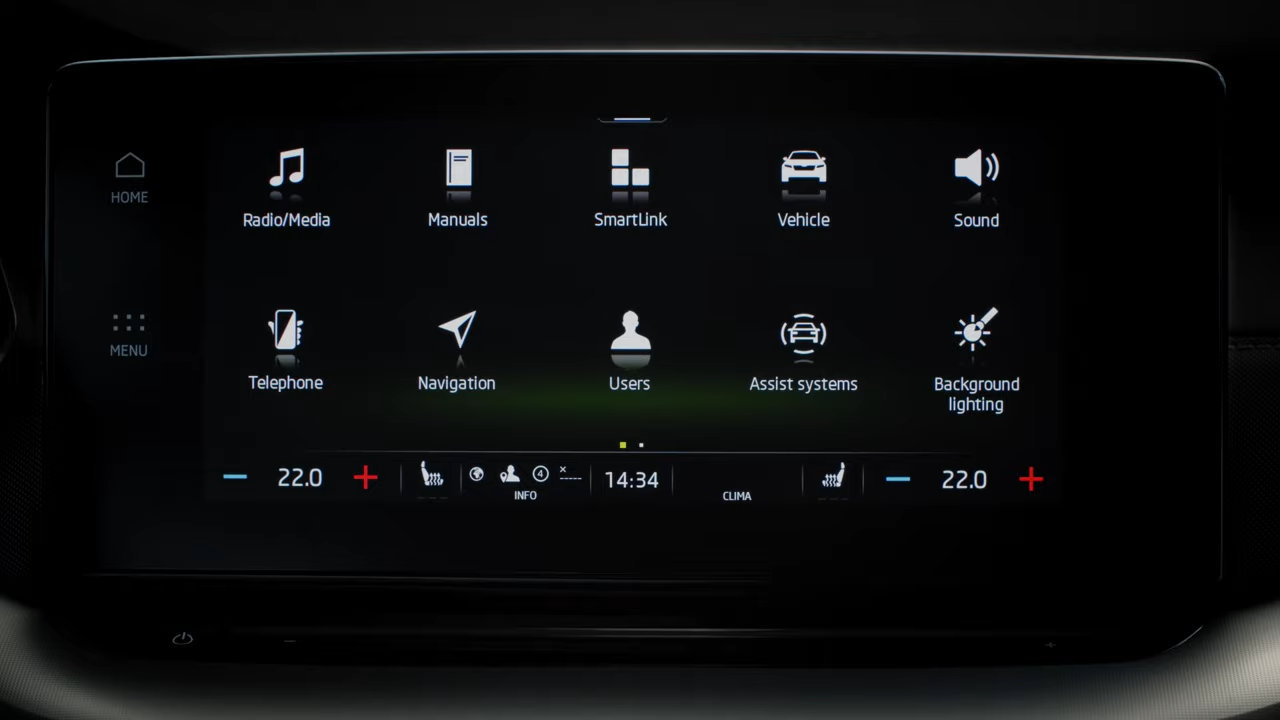 HOME
Radio/Media
Manuals
SmartLink
Vehicle
Sound
MENU
Telephone
Navigation
Users
Assist systems
Background
lighting
22.0
4
INFO
14:34
CLIMA
22.0